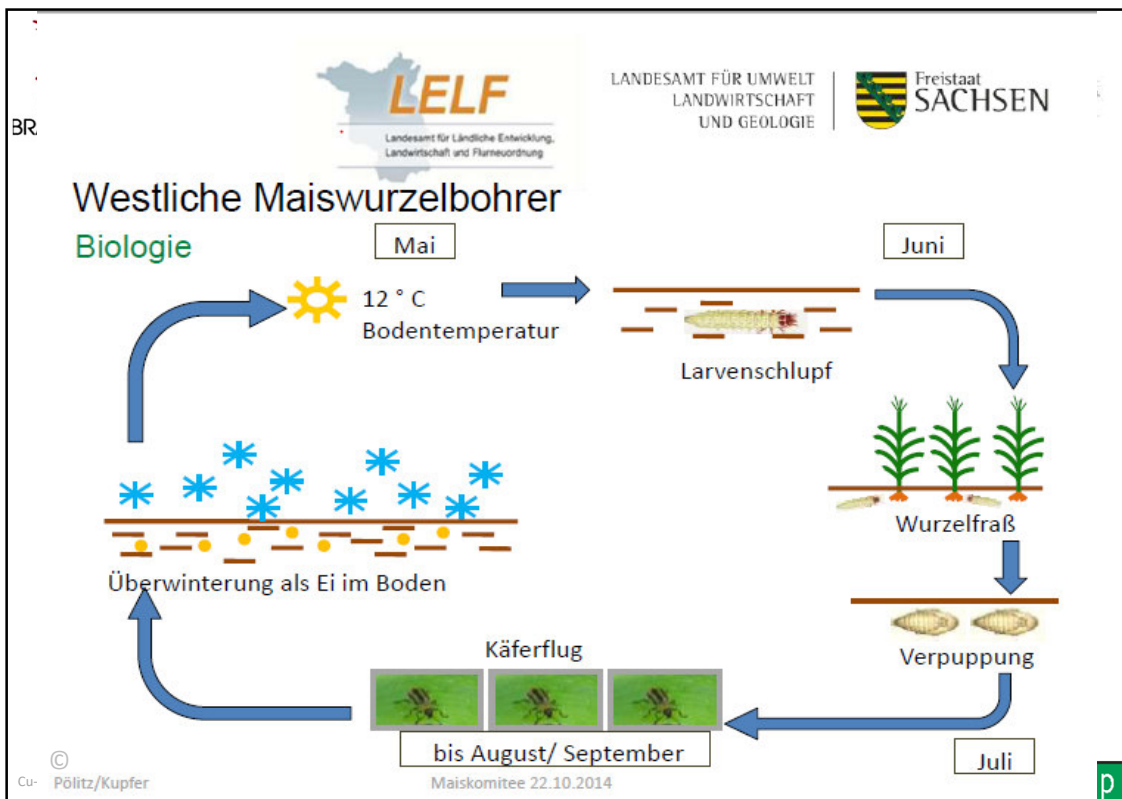 LELF
Landesamt für Ländliche Entwicklung,
Landwirtschaft und Flurneuordnung
LANDESAMT FÜR UMWELT
LANDWIRTSCHAFT
UND GEOLOGIE
Freistaat
SACHSEN
BR
Westliche Maiswurzelbohrer
Biologie
Mai
Juni
12 ° C
Bodentemperatur
Larvenschlupf
Wurzelfraß
Überwinterung als Ei im Boden
Käferflug
Verpuppung
bis August/ September
Juli
©
Cu- Pölitz/Kupfer
Maiskomitee 22.10.2014
p